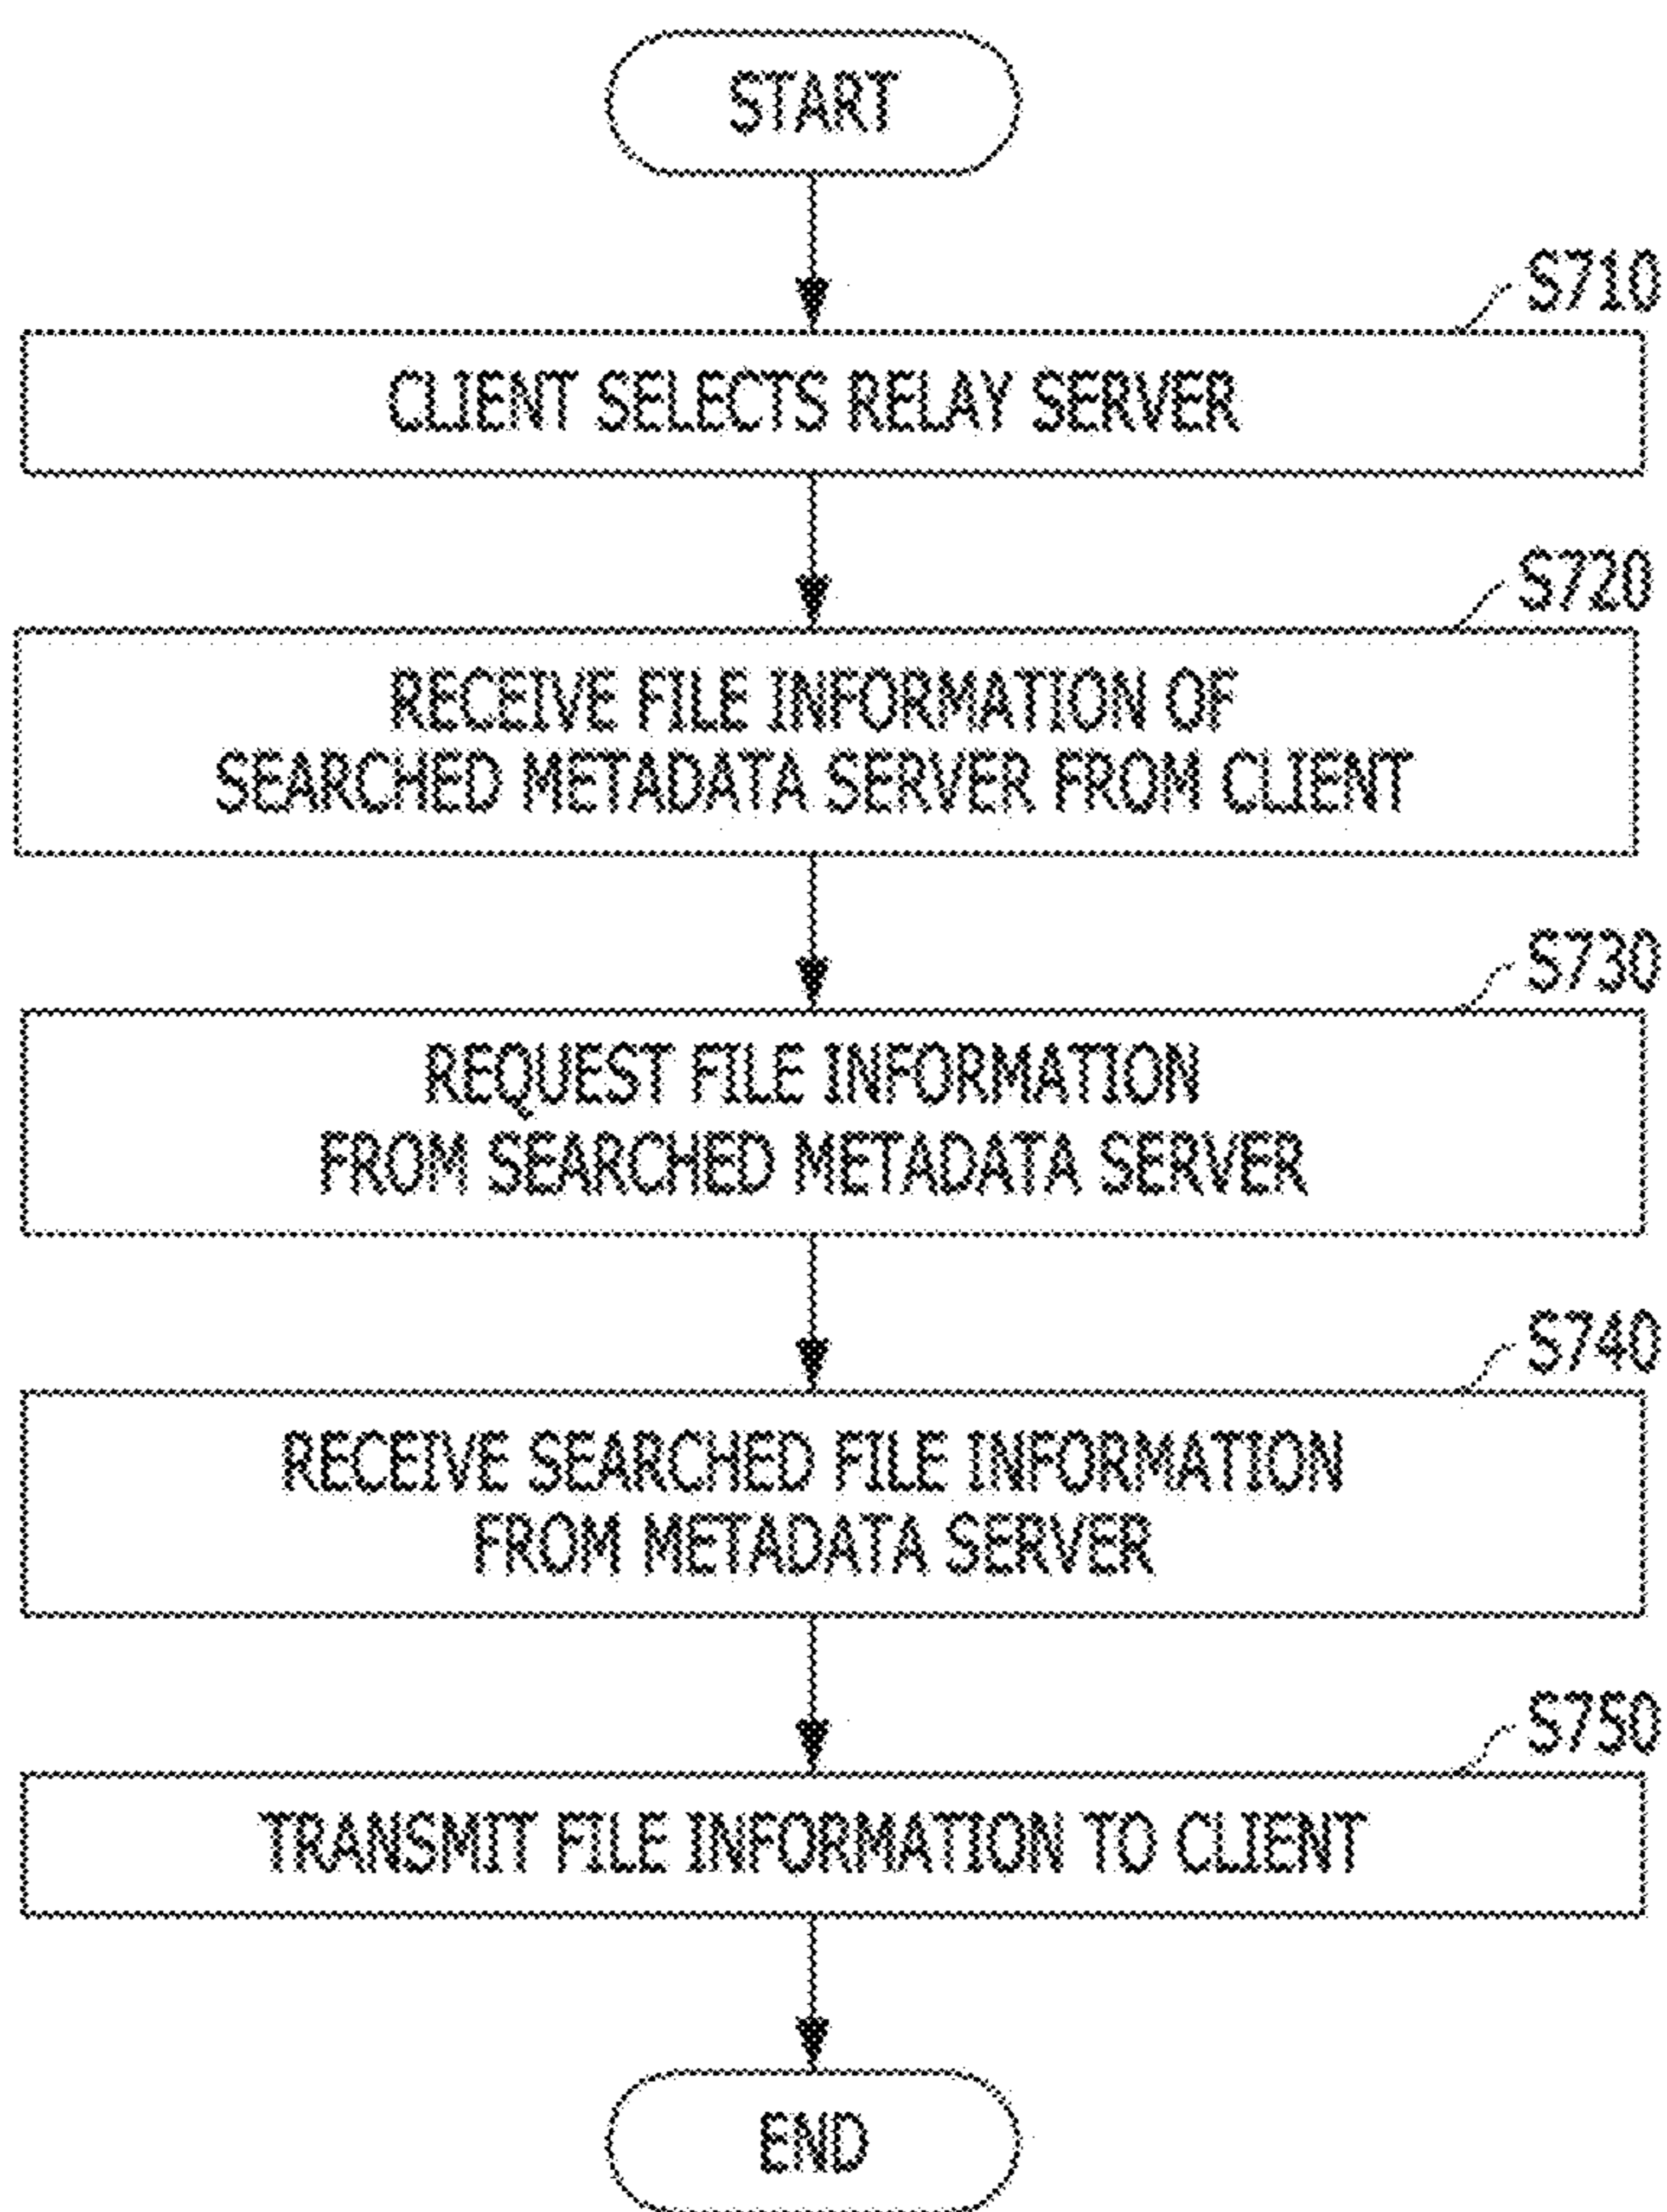 START
S710
CLIENT SELECTS RELAY SERVER
S720
RECEIVE FILE INFORMATION OF
SEARCHED METADATA SERVER FROM CLIENT
S730
REQUEST FILE INFORMATION
FROM SEARCHED METADATA SERVER
S740
RECEIVE SEARCHED FILE INFORMATION
FROM METADATA SERVER
S750
TRANSMIT FILE INFORMATION TO CLIENT
END